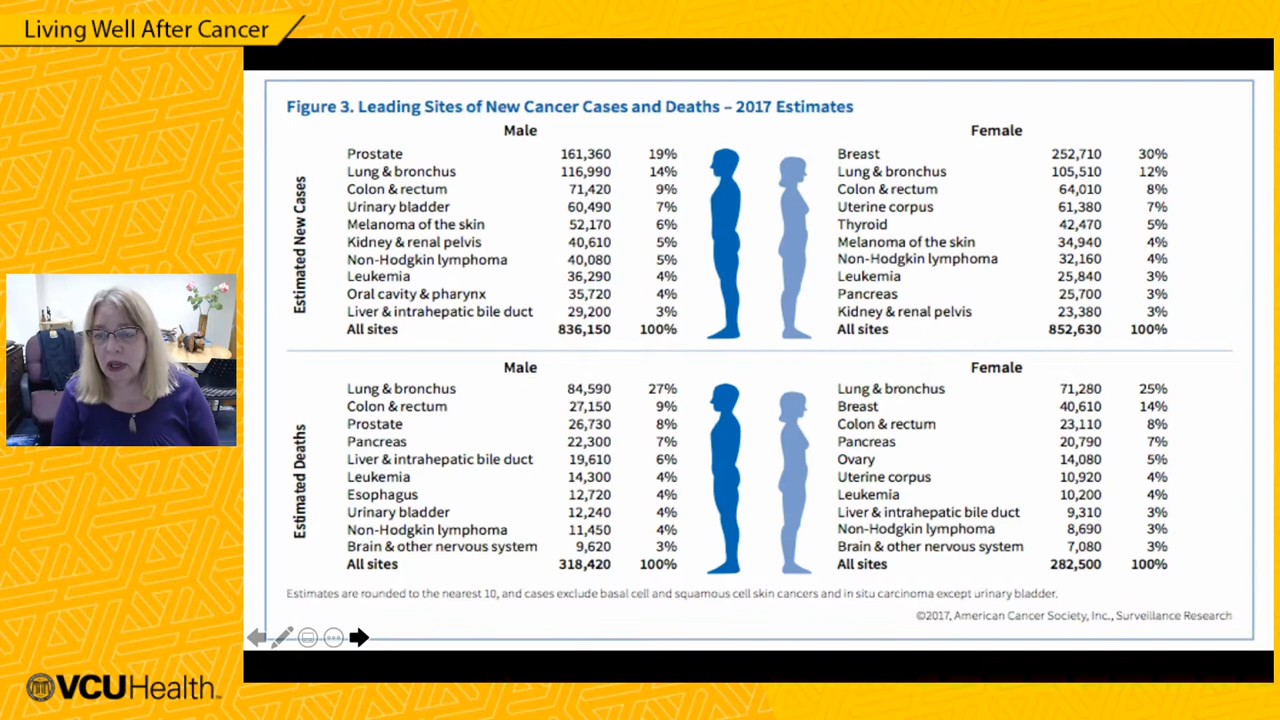 Living Well After Cancer
Figure 3. Leading Sites of New Cancer Cases and Deaths – 2017 Estimates
Male Female
Estimated New Cases
Prostate 161,360 19% Breast 252,710 30%
Lung & bronchus 116,990 14% Lung & bronchus 105,510 12%
Colon & rectum 71,420 9% Colon & rectum 64,010 8%
Urinary bladder 60,490 7% Uterine corpus 61,380 7%
Melanoma of the skin 52,170 6% Thyroid 42,470 5%
Kidney & renal pelvis 40,610 5% Melanoma of the skin 34,940 4%
Non-Hodgkin lymphoma 40,080 5% Non-Hodgkin lymphoma 32,160 4%
Leukemia 36,290 4% Leukemia 25,840 3%
Oral cavity & pharynx 35,720 4% Pancreas 25,700 3%
Liver & intrahepatic bile duct 29,200 3% Kidney & renal pelvis 23,380 3%
All sites 836,150 100% All sites 852,630 100%
Male Female
Estimated Deaths
Lung & bronchus 84,590 27% Lung & bronchus 71,280 25%
Colon & rectum 27,150 9% Breast 40,610 14%
Prostate 26,730 8% Colon & rectum 23,110 8%
Pancreas 22,300 7% Pancreas 20,790 7%
Liver & intrahepatic bile duct 19,610 6% Ovary 14,080 5%
Leukemia 14,300 4% Uterine corpus 10,920 4%
Esophagus 12,720 4% Leukemia 10,200 4%
Urinary bladder 12,240 4% Liver & intrahepatic bile duct 9,310 3%
Non-Hodgkin lymphoma 11,450 4% Non-Hodgkin lymphoma 8,690 3%
Brain & other nervous system 9,620 3% Brain & other nervous system 7,080 3%
All sites 318,420 100% All sites 282,500 100%
Estimates are rounded to the nearest 10, and cases exclude basal cell and squamous cell skin cancers and in situ carcinoma except urinary bladder.
©2017, American Cancer Society, Inc., Surveillance Research
VCUHealth